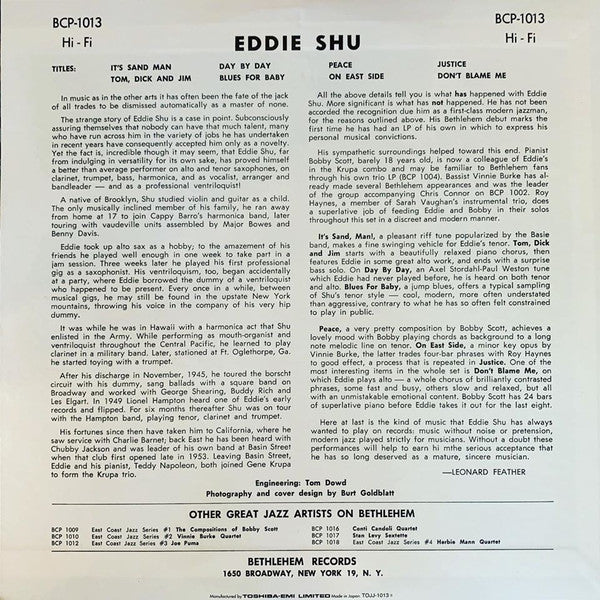 BCP-1013
Hi - Fi
BCP-1013
Hi - Fi
EDDIE SHU
TITLES:
IT'S SAND MAN
TOM, DICK AND JIM
DAY BY DAY
BLUES FOR BABY
PEACE
ON EAST SIDE
JUSTICE
DON'T BLAME ME
In music as in the other arts it has often been the fate of the jack
of all trades to be dismissed automatically as a master of none.
The strange story of Eddie Shu is a case in point. Subconsciously
assuring themselves that nobody can have that much talent, many
who have run across him in the variety of jobs he has undertaken
in recent years have consequently accepted him only as a novelty.
Yet the fact is, incredible though it may seem, that Eddie Shu, far
from indulging in versatility for its own sake, has proved himself
a better than average performer on alto and tenor saxophones, on
clarinet, trumpet, bass, harmonica, and as vocalist, arranger and
bandleader — and as a professional ventriloquist!
A native of Brooklyn, Shu studied violin and guitar as a child.
The only musically inclined member of his family, he ran away
from home at 17 to join Cappy Barro's harmonica band, later
touring with vaudeville units assembled by Major Bowes and
Benny Davis.
Eddie took up alto sax as a hobby; to the amazement of his
friends he played well enough in one week to take part in a
jam session. Three weeks later he played his first professional
gig as a saxophonist. His ventriloquism, too, began accidentally
at a party, where Eddie borrowed the dummy of a ventriloquist
who happened to be present. Every once in a while, between
musical gigs, he may still be found in the upstate New York
mountains, throwing his voice in the company of his very hip
dummy.
It was while he was in Hawaii with a harmonica act that Shu
enlisted in the Army. While performing as mouth-organist and
ventriloquist throughout the Central Pacific, he learned to play
clarinet in a military band. Later, stationed at Ft. Oglethorpe, Ga.
he started toying with a trumpet.
After his discharge in November, 1945, he toured the borscht
circuit with his dummy, sang ballads with a square band on
Broadway and worked with George Shearing, Buddy Rich and
Les Elgart. In 1949 Lionel Hampton heard one of Eddie's early
records and flipped. For six months thereafter Shu was on tour
with the Hampton band, playing tenor, clarinet and trumpet.
His fortunes since then have taken him to California, where he
saw service with Charlie Barnet; back East he has been heard with
Chubby Jackson and was leader of his own band at Basin Street
when that club first opened late in 1953. Leaving Basin Street,
Eddie and his pianist, Teddy Napoleon, both joined Gene Krupa
to form the Krupa trio.
All the above details tell you is what has happened with Eddie
Shu. More significant is what has not happened. He has not been
accorded the recognition due him as a first-class modern jazzman,
for the reasons outlined above. His Bethlehem debut marks the
first time he has had an LP of his own in which to express his
personal musical convictions.
His sympathetic surroundings helped toward this end. Pianist
Bobby Scott, barely 18 years old, is now a colleague of Eddie's
in the Krupa combo and may be familiar to Bethlehem fans
through his own trio LP (BCP 1004). Bassist Vinnie Burke has al-
ready made several Bethlehem appearances and was the leader
of the group accompanying Chris Connor on BCP 1002. Roy
Haynes, a member of Sarah Vaughan's instrumental trio, does
a superlative job of feeding Eddie and Bobby in their solos
throughout this set in a discreet and modern manner.
It's Sand, Man!, a pleasant riff tune popularized by the Basie
band, makes a fine swinging vehicle for Eddie's tenor. Tom, Dick
and Jim starts with a beautifully relaxed piano chorus, then
features Eddie in some great alto work, and ends with a surprise
bass solo. On Day By Day, an Axel Stordahl-Paul Weston tune
which Eddie had never played before, he is heard on both tenor
and alto. Blues For Baby, a jump blues, offers a typical sampling
of Shu's tenor style — cool, modern, more often understated
than aggressive, contrary to what he has so often felt constrained
to play in public.
Peace, a very pretty composition by Bobby Scott, achieves a
lovely mood with Bobby playing chords as background to a long
note melodic line on tenor. On East Side, a minor key opus by
Vinnie Burke, the latter trades four-bar phrases with Roy Haynes
to good effect, a process that is repeated in Justice. One of the
most interesting items in the whole set is Don't Blame Me, on
which Eddie plays alto — a whole chorus of brilliantly contrasted
phrases, some fast and busy, others slow and relaxed, but all
with an unmistakable emotional content. Bobby Scott has 24 bars
of superlative piano before Eddie takes it out for the last eight.
Here at last is the kind of music that Eddie Shu has always
wanted to play on records: music without noise or pretension,
modern jazz played strictly for musicians. Without a doubt these
performances will help to earn hi mthe serious acceptance that
he has so long deserved as a mature, sincere musician.
—LEONARD FEATHER
Engineering: Tom Dowd
Photography and cover design by Burt Goldblatt
OTHER GREAT JAZZ ARTISTS ON BETHLEHEM
BCP 1009 East Coast Jazz Series #1 The Compositions of Bobby Scott
BCP 1010 East Coast Jazz Series #2 Vinnie Burke Quartet
BCP 1012 East Coast Jazz Series #3 Joe Puma
BCP 1016 Conti Candoli Quartet
BCP 1017 Stan Levy Sextette
BCP 1018 East Coast Jazz Series #4 Herbie Mann Quartet
BETHLEHEM RECORDS
1650 BROADWAY, NEW YORK 19, N. Y.
Manufactured by TOSHIBA-EMI LIMITED Made in Japan TOJJ-1013